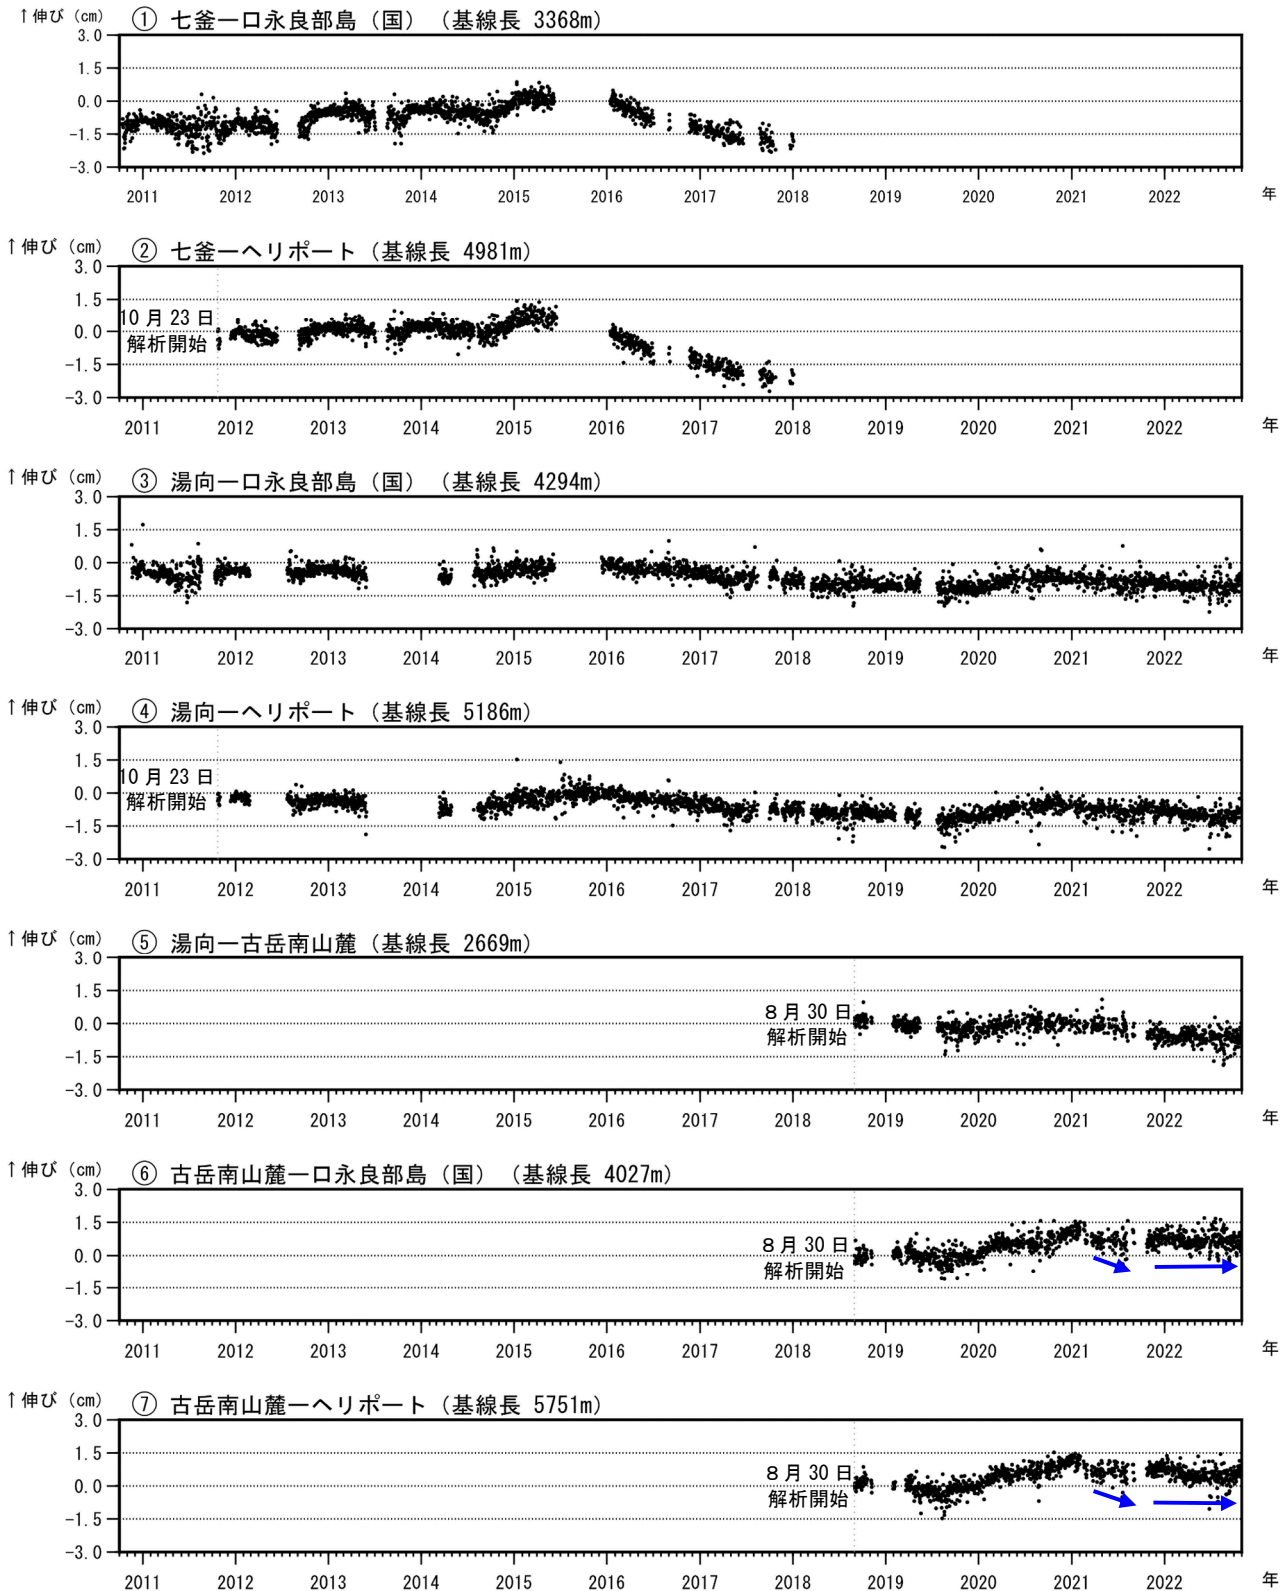 ↑伸び（cm） ① 七釜ー口永良部島（国）（基線長 3368m）
3.0
1.5
0.0
-1.5
-3.0
2011 2012 2013 2014 2015 2016 2017 2018 2019 2020 2021 2022 年
↑伸び（cm） ② 七釜ーヘリポート（基線長 4981m）
3.0
1.5
10月23日
0.0
解析開始
-1.5
-3.0
2011 2012 2013 2014 2015 2016 2017 2018 2019 2020 2021 2022 年
↑伸び（cm） ③ 湯向ー口永良部島（国）（基線長 4294m）
3.0
1.5
0.0
-1.5
-3.0
2011 2012 2013 2014 2015 2016 2017 2018 2019 2020 2021 2022 年
↑伸び（cm） ④ 湯向ーヘリポート（基線長 5186m）
3.0
1.5
10月23日
0.0
解析開始
-1.5
-3.0
2011 2012 2013 2014 2015 2016 2017 2018 2019 2020 2021 2022 年
↑伸び（cm） ⑤ 湯向ー古岳南山麓（基線長 2669m）
3.0
1.5
8月30日
0.0
解析開始
-1.5
-3.0
2011 2012 2013 2014 2015 2016 2017 2018 2019 2020 2021 2022 年
↑伸び（cm） ⑥ 古岳南山麓ー口永良部島（国）（基線長 4027m）
3.0
1.5
8月30日
0.0
解析開始
-1.5
-3.0
2011 2012 2013 2014 2015 2016 2017 2018 2019 2020 2021 2022 年
↑伸び（cm） ⑦ 古岳南山麓ーヘリポート（基線長 5751m）
3.0
1.5
8月30日
0.0
解析開始
-1.5
-3.0
2011 2012 2013 2014 2015 2016 2017 2018 2019 2020 2021 2022 年